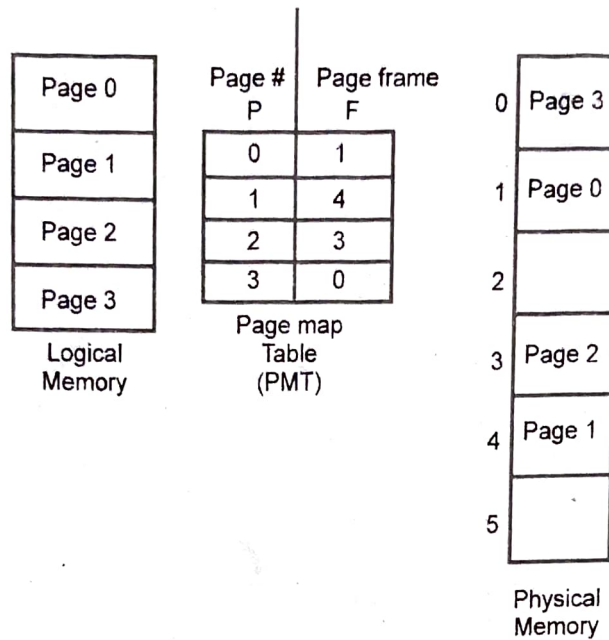 Page 0
Page 1
Page 2
Page 3
Logical
Memory
Page # Page frame
P F
0 1
1 4
2 3
3 0
Page map
Table
(PMT)
0 Page 3
1 Page 0
2
3 Page 2
4 Page 1
5
Physical
Memory